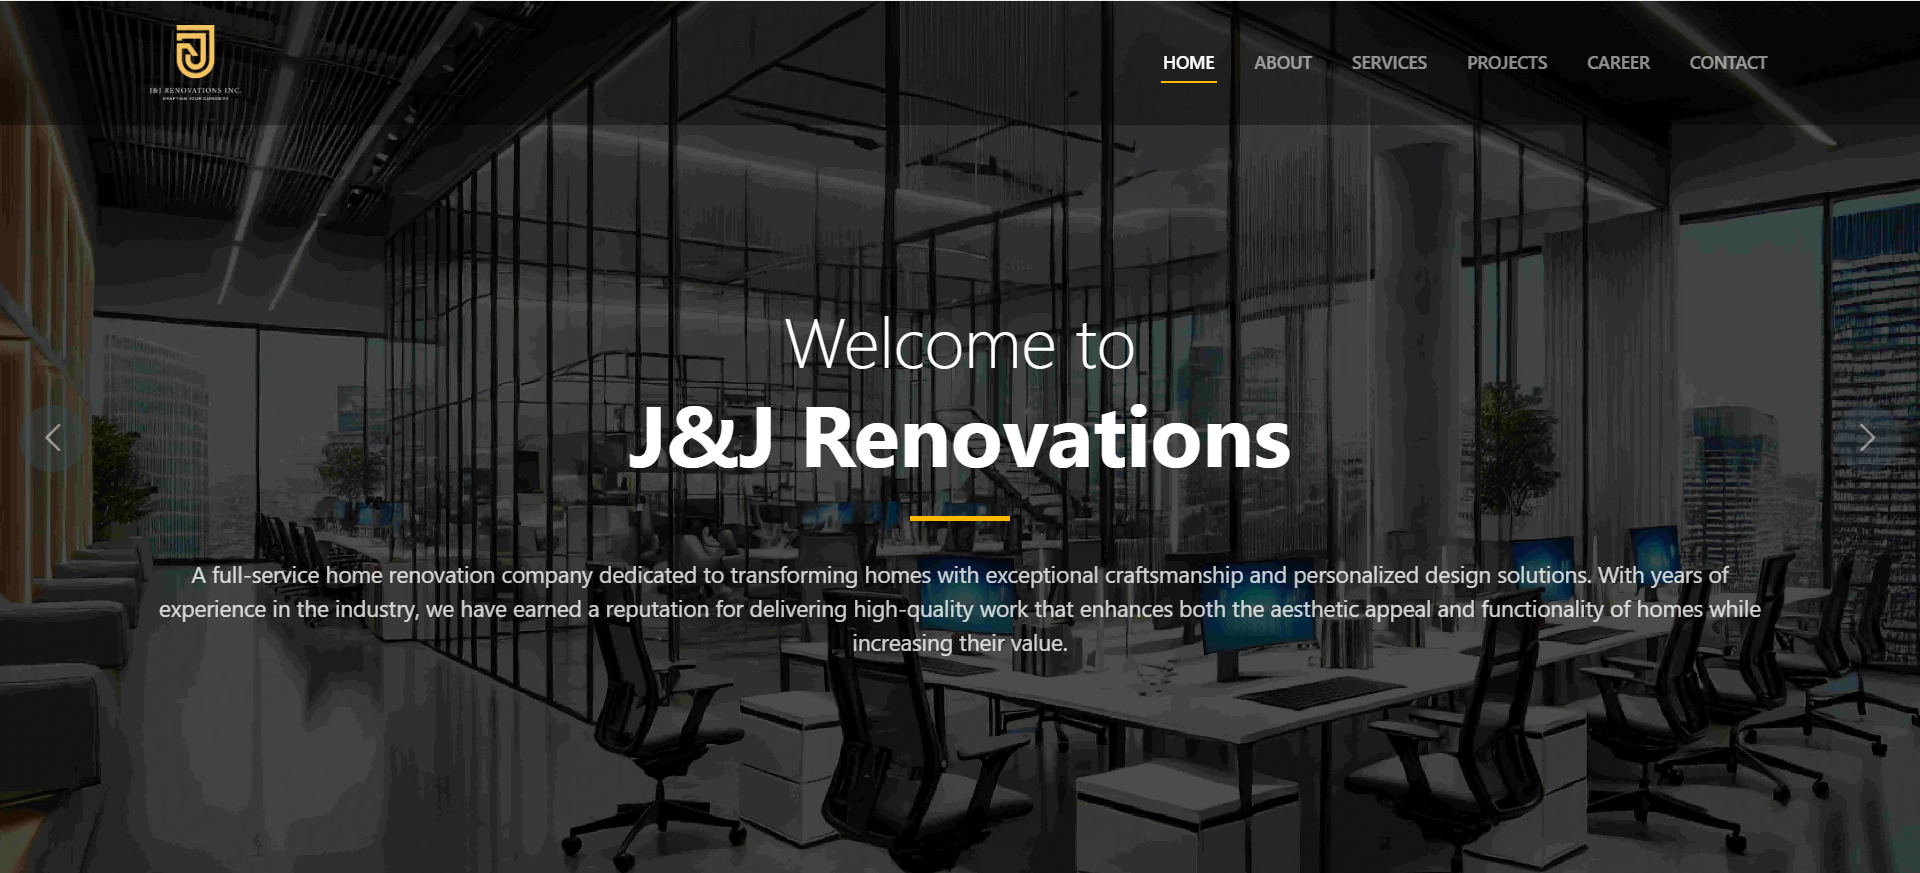 J&J RENOVATIONS INC.
CRAFTING YOUR CURIOSITY
HOME
ABOUT
SERVICES
PROJECTS
CAREER
CONTACT
Welcome to
J&J Renovations
A full-service home renovation company dedicated to transforming homes with exceptional craftsmanship and personalized design solutions. With years of
experience in the industry, we have earned a reputation for delivering high-quality work that enhances both the aesthetic appeal and functionality of homes while
increasing their value.